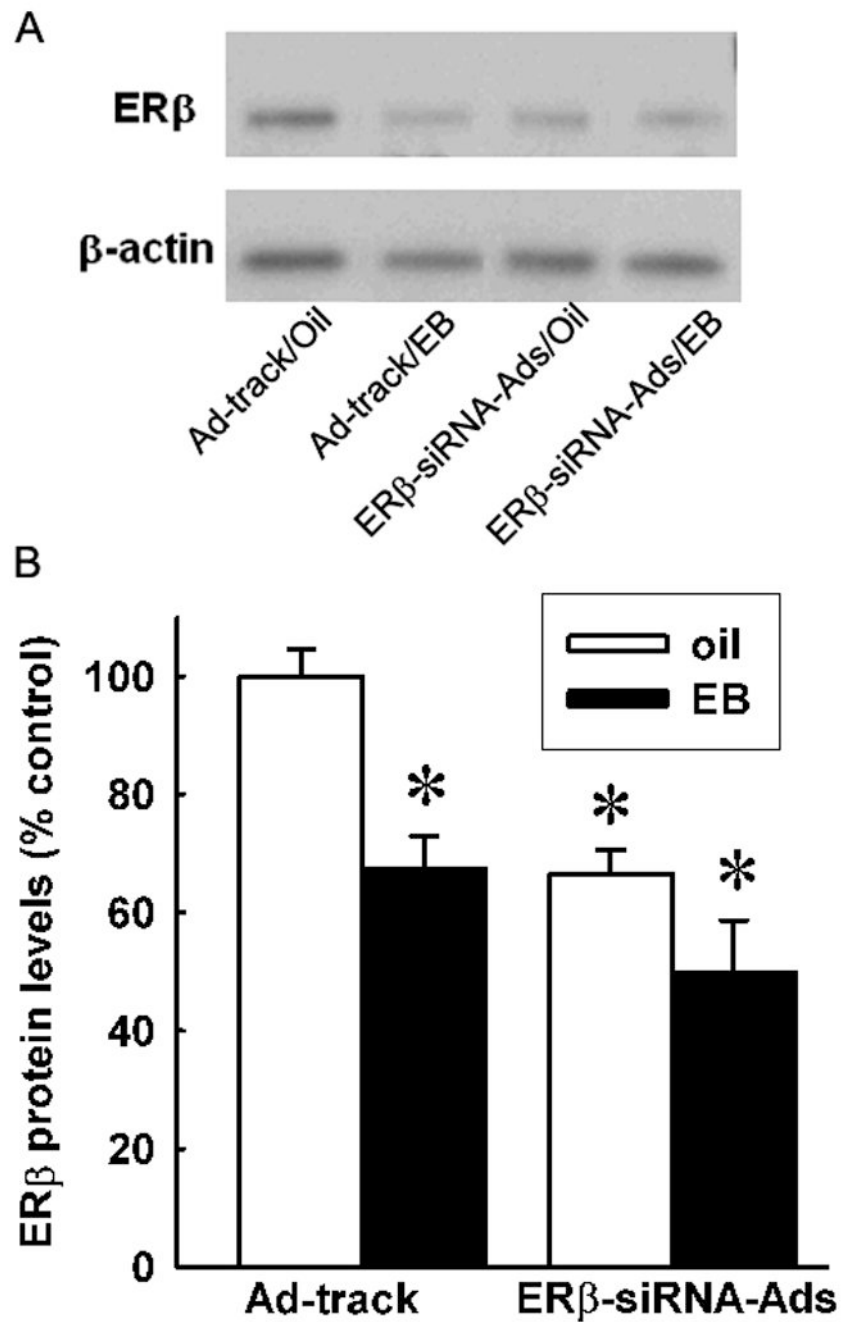 A
ERβ
β-actin
Ad-track/Oil
Ad-track/EB
ERβ-siRNA-Ads/Oil
ERβ-siRNA-Ads/EB
B
ERβ protein levels (% control)
100
80
60
40
20
0
oil
EB
*
*
*
Ad-track
ERβ-siRNA-Ads